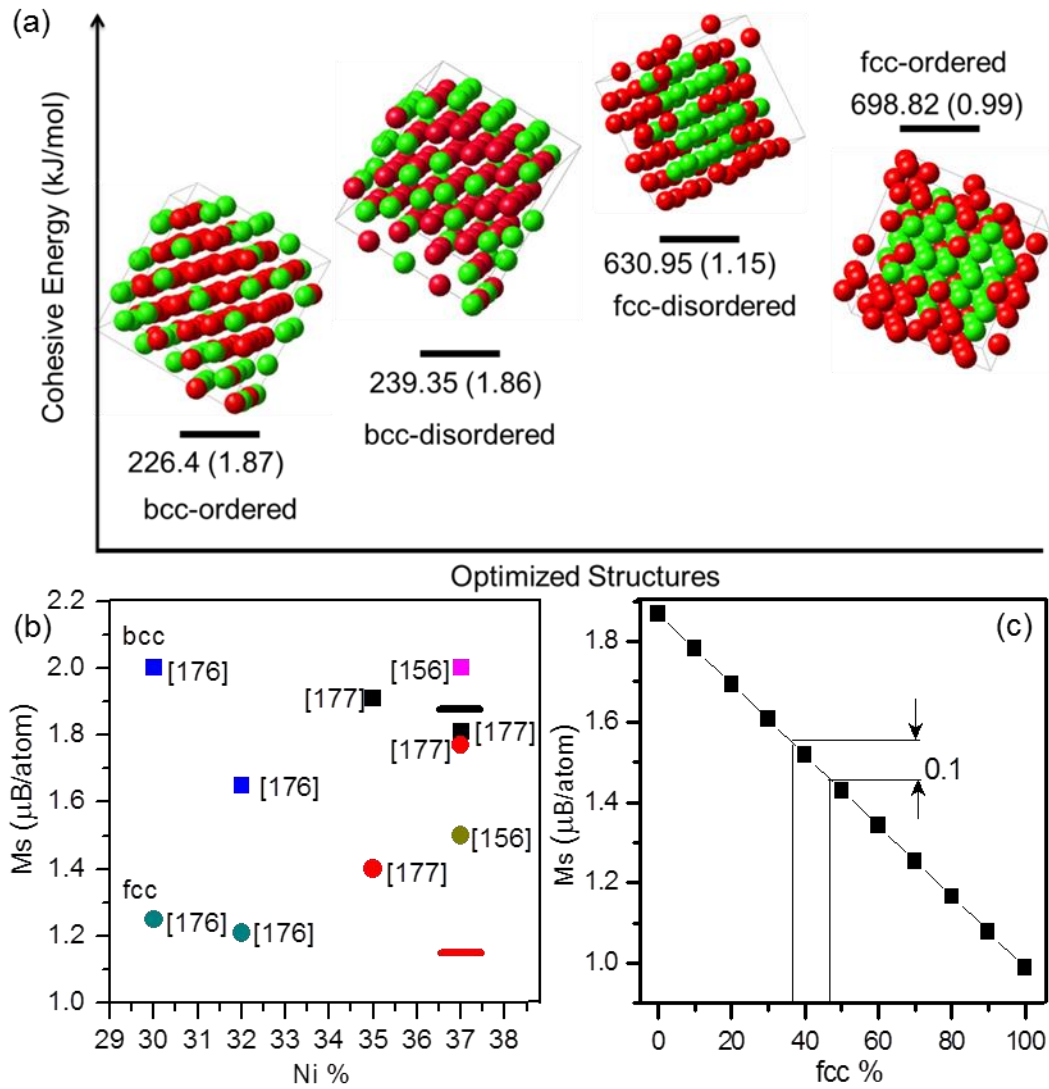 (a)
Cohesive Energy (kJ/mol)
226.4 (1.87)
bcc-ordered
239.35 (1.86)
bcc-disordered
630.95 (1.15)
fcc-disordered
fcc-ordered
698.82 (0.99)
Optimized Structures
(b)
Ms (μB/atom)
2.2
2.0
1.8
1.6
1.4
1.2
1.0
bcc
[176]
[156]
[177]
[177]
[177]
[176]
[156]
[177]
fcc
[176]
[176]
29 30 31 32 33 34 35 36 37 38
Ni %
(c)
Ms (μB/atom)
1.8
1.6
1.4
1.2
1.0
0.1
0 20 40 60 80 100
fcc %